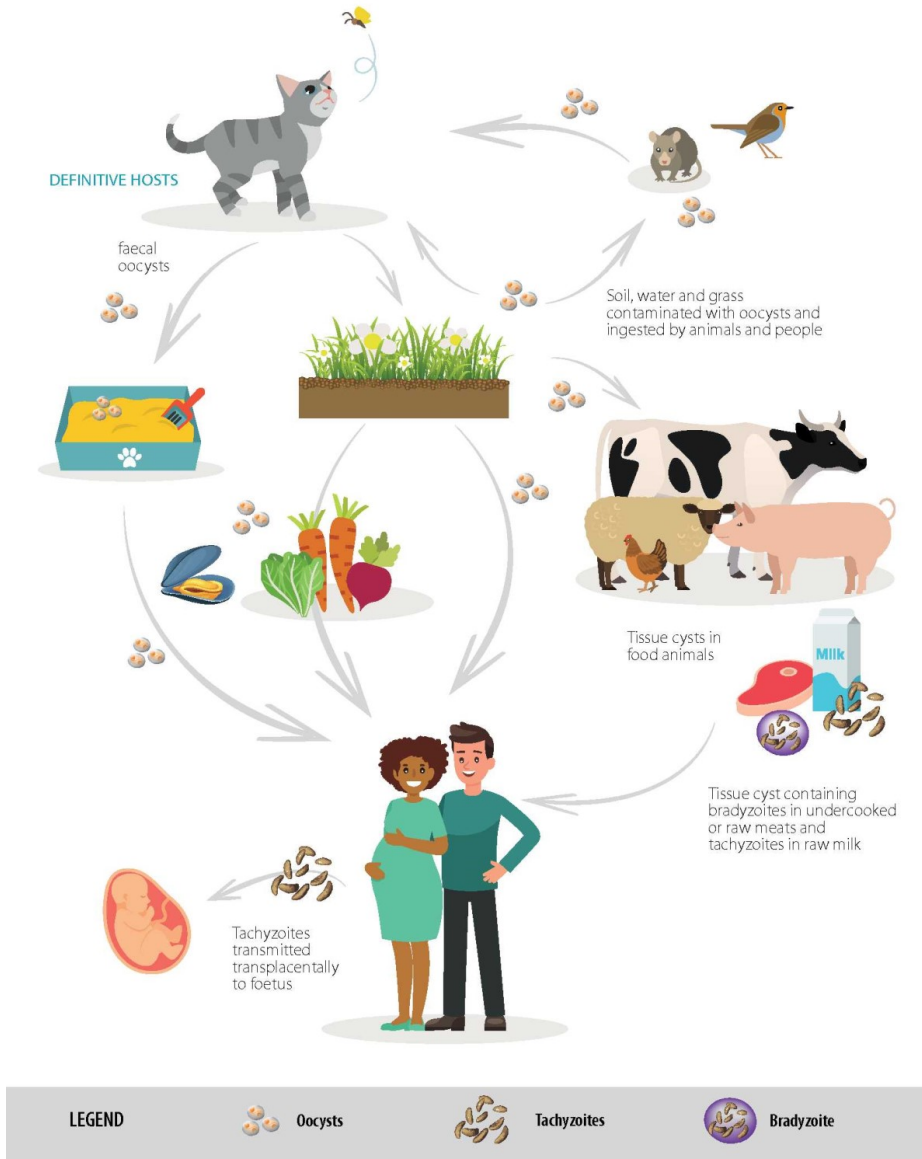 DEFINITIVE HOSTS
faecal
oocysts
Soil, water and grass
contaminated with oocysts and
ingested by animals and people
Tissue cysts in
food animals
Milk
Tissue cyst containing
bradyzoites in undercooked
or raw meats and
tachyzoites in raw milk
Tachyzoites
transmitted
transplacentally
to foetus
LEGEND
Oocysts
Tachyzoites
Bradyzoite